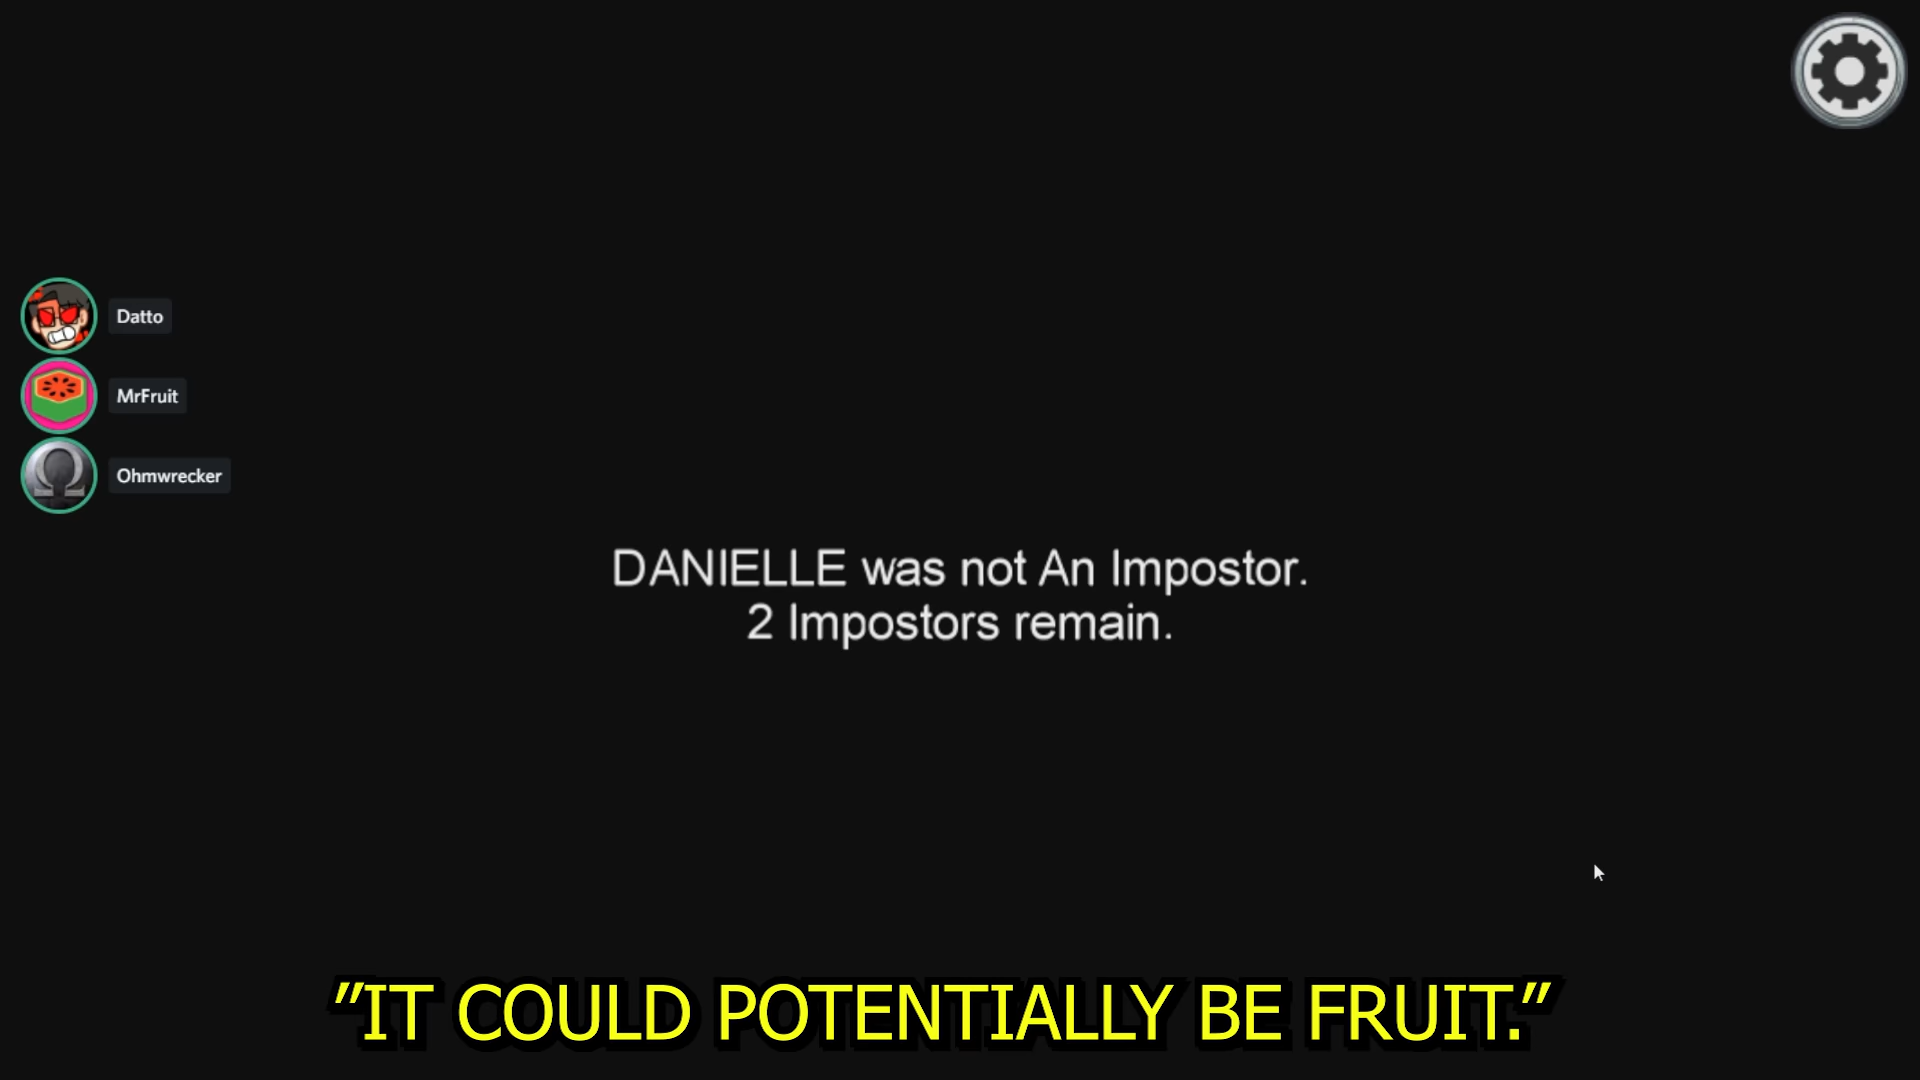 Datto
MrFruit
Ohmwrecker
DANIELLE was not An Impostor.
2 Impostors remain.
"IT COULD POTENTIALLY BE FRUIT."